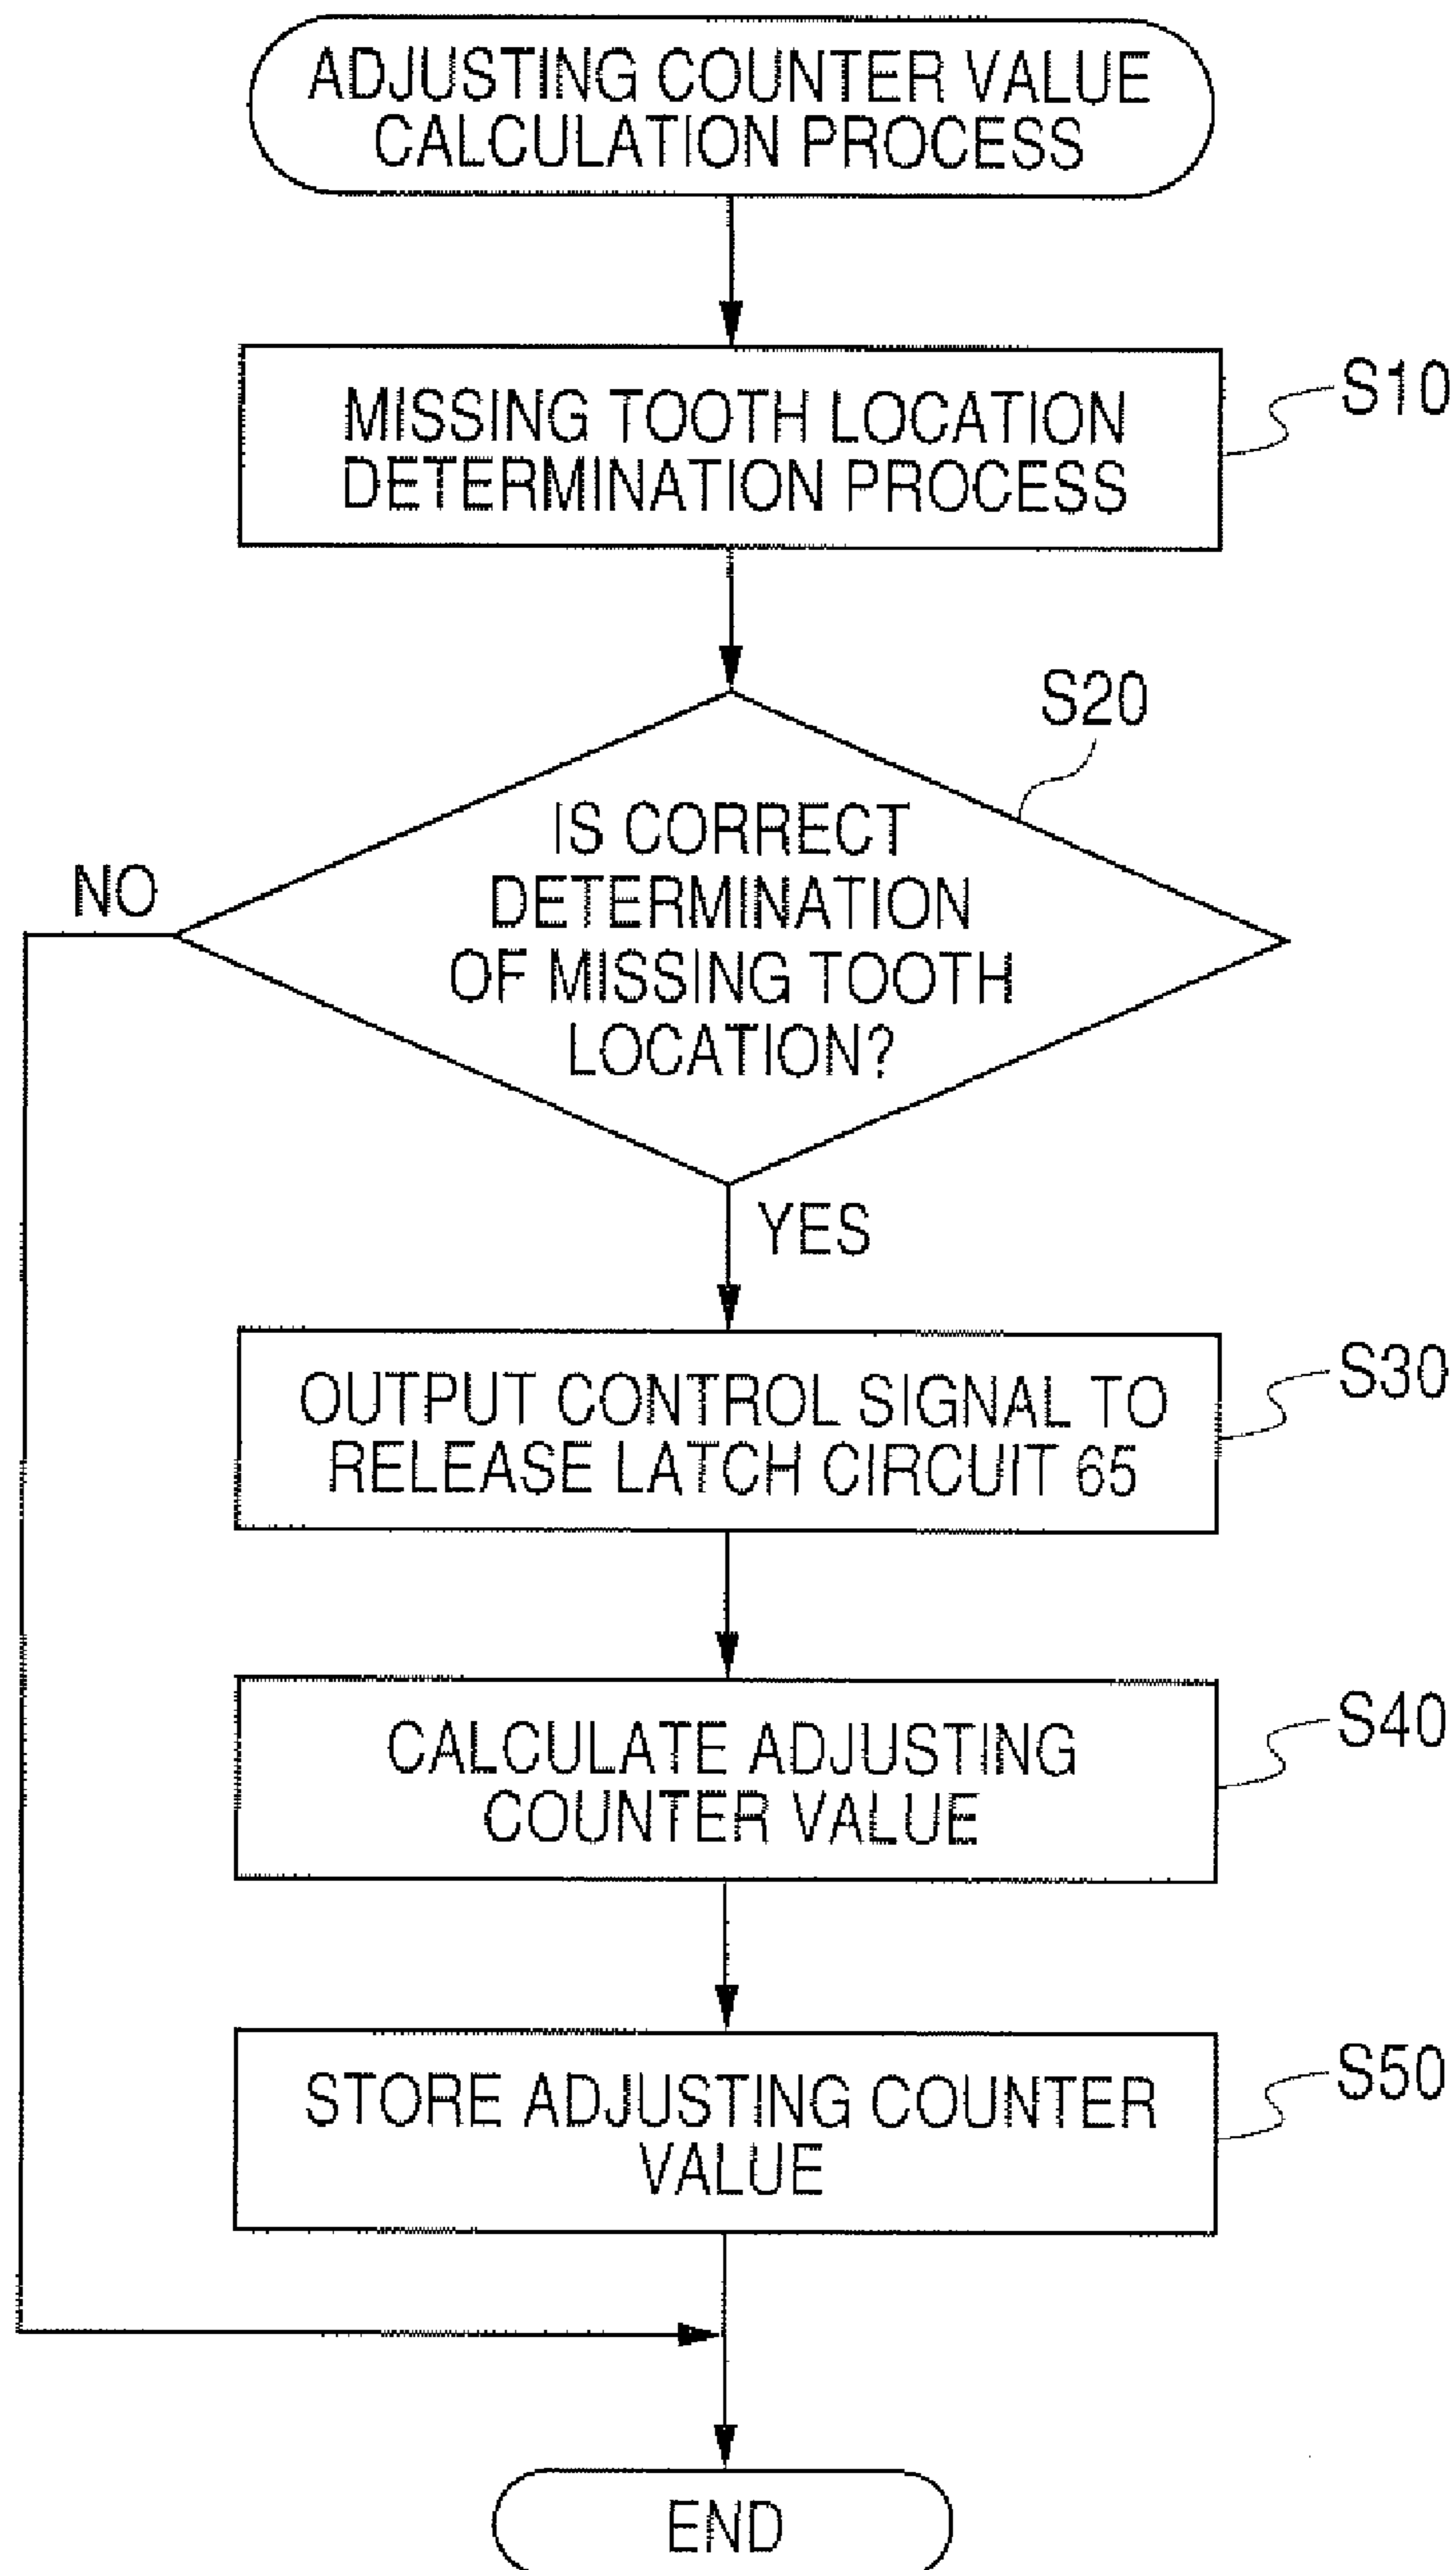 ADJUSTING COUNTER VALUE
CALCULATION PROCESS
MISSING TOOTH LOCATION
DETERMINATION PROCESS
S10
S20
IS CORRECT
DETERMINATION
OF MISSING TOOTH
LOCATION?
NO
YES
OUTPUT CONTROL SIGNAL TO
RELEASE LATCH CIRCUIT 65
S30
CALCULATE ADJUSTING
COUNTER VALUE
S40
STORE ADJUSTING COUNTER
VALUE
S50
END